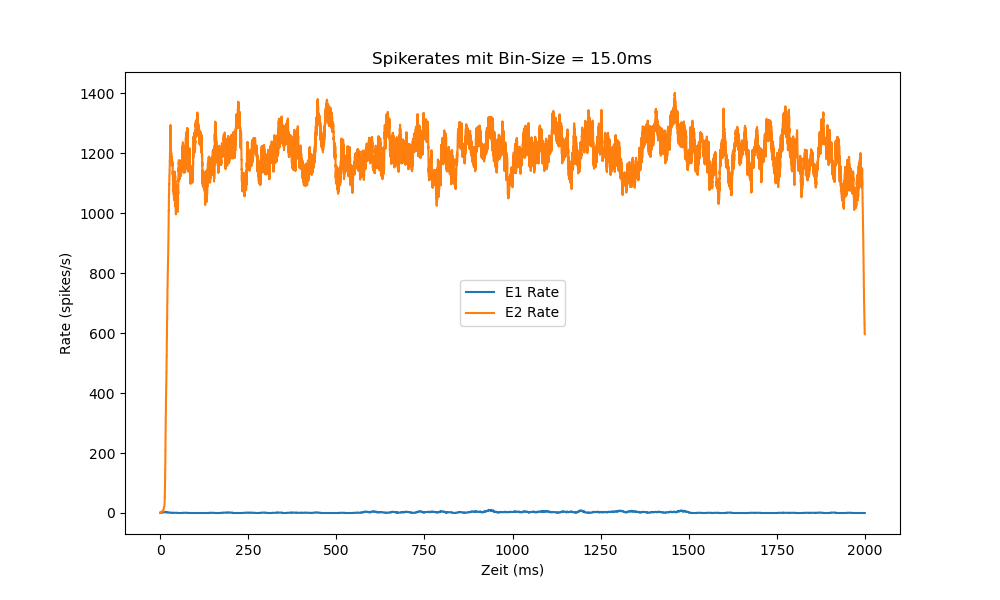 Spikerates mit Bin-Size = 15.0ms
1400
1200
1000
800
600
400
200
0
Rate (spikes/s)
E1 Rate
E2 Rate
0 250 500 750 1000 1250 1500 1750 2000
Zeit (ms)